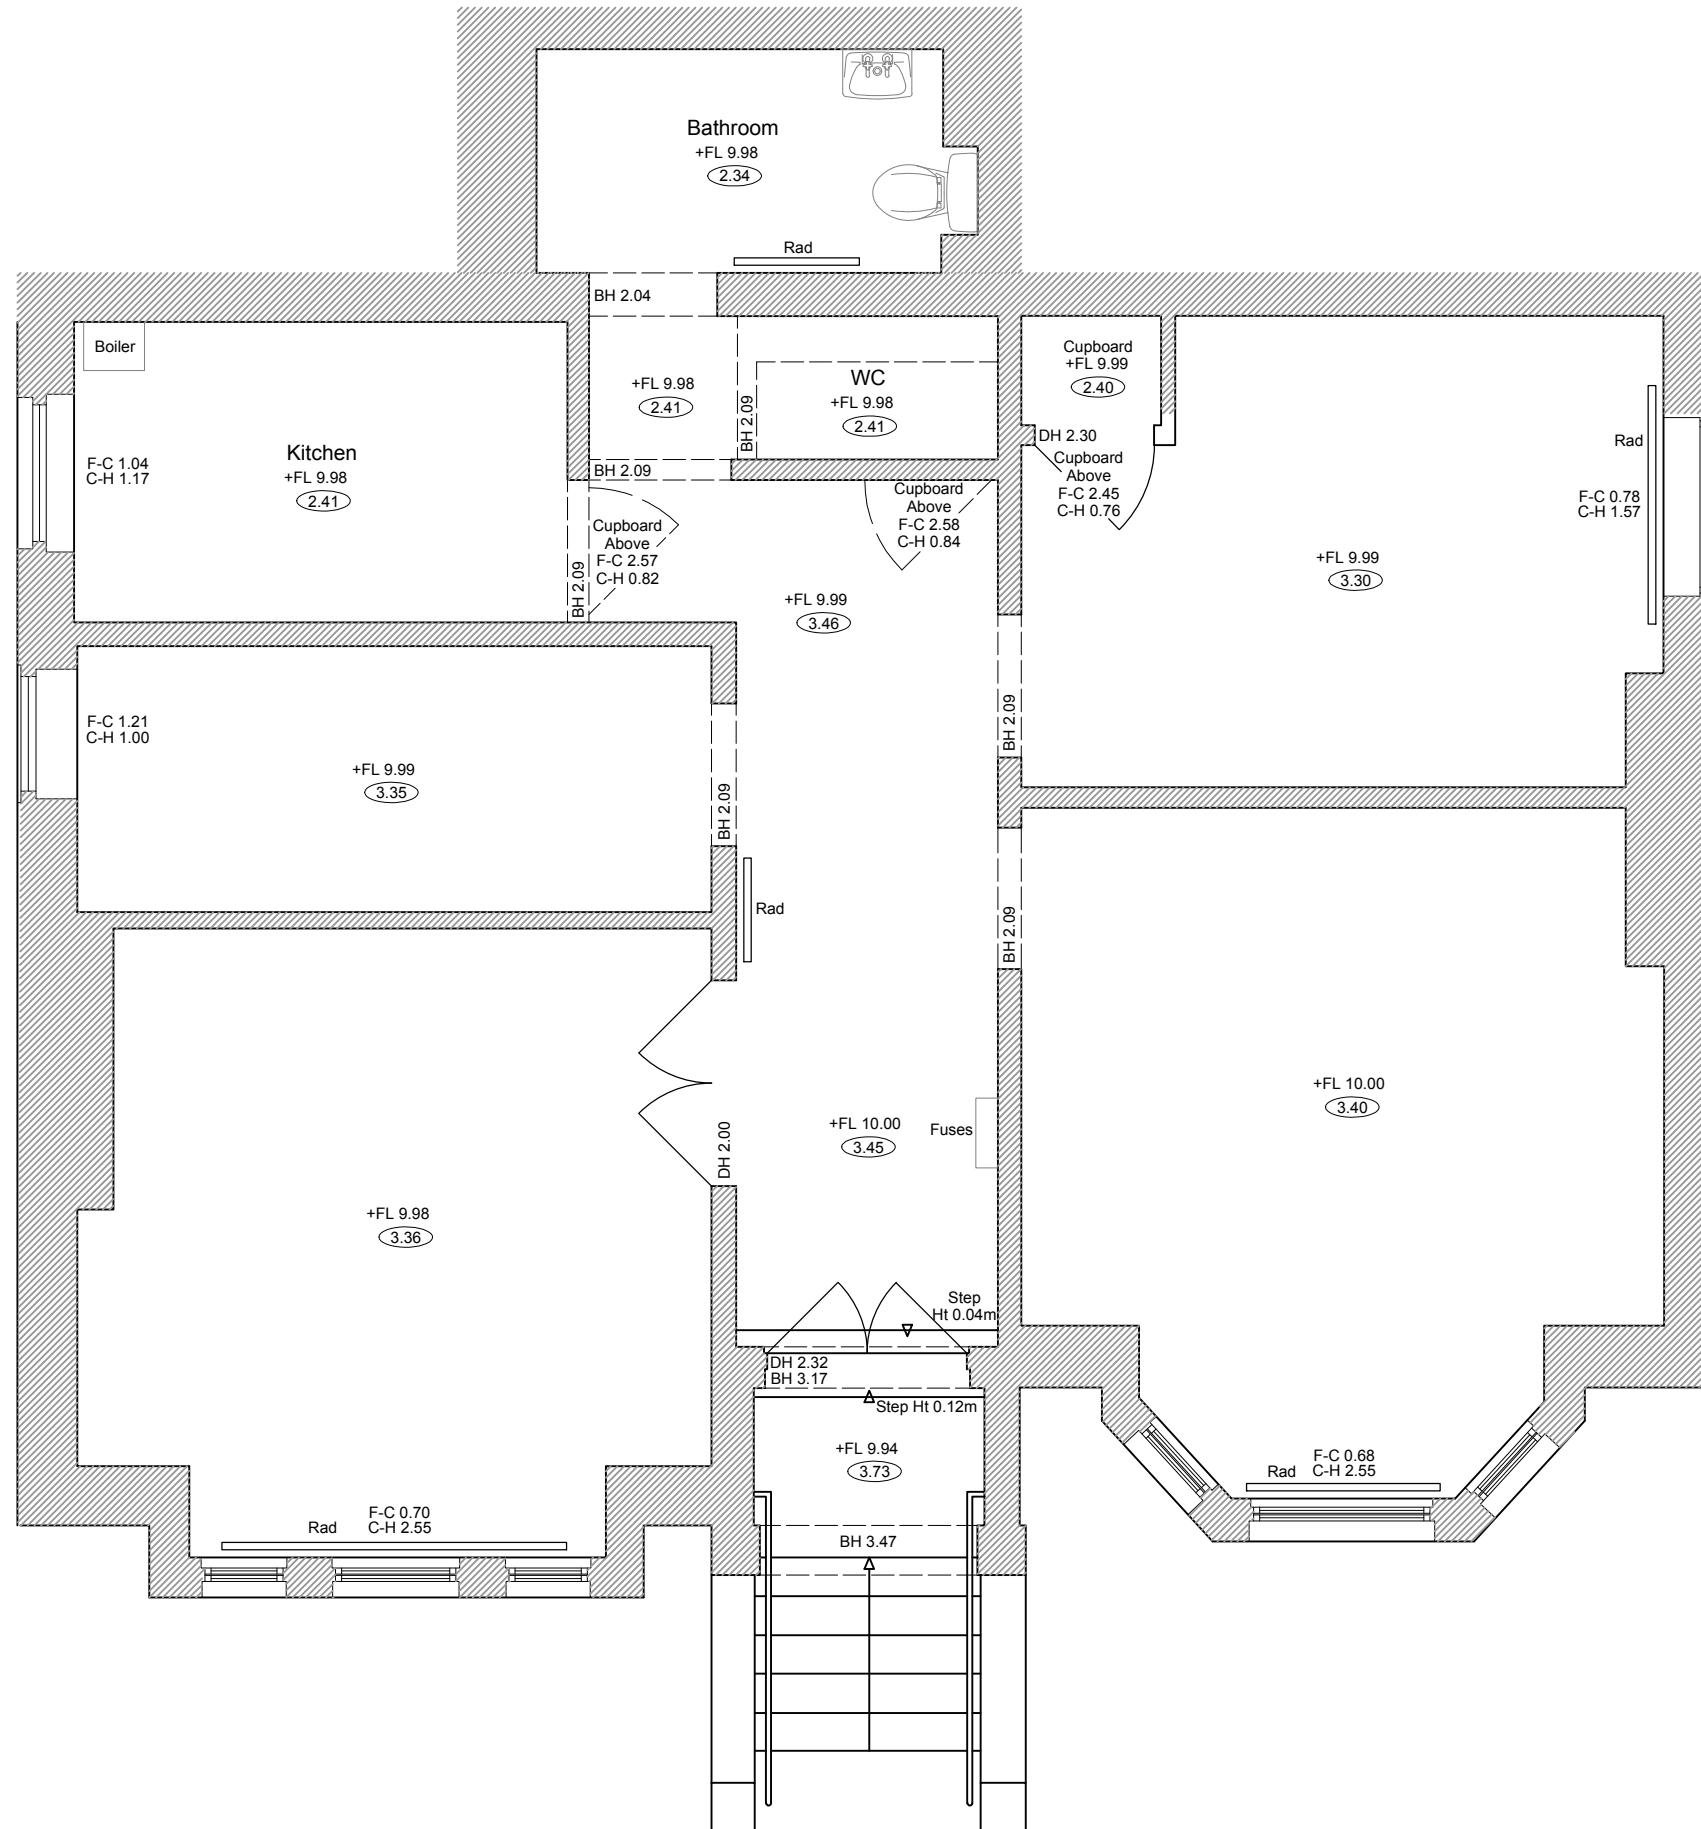 Bathroom
+FL 9.98
2.34
Rad
BH 2.04
Boiler
+FL 9.98
2.41
BH 2.09
WC
+FL 9.98
2.41
Cupboard
+FL 9.99
2.40
DH 2.30
Cupboard
Above
F-C 2.45
C-H 0.76
Rad
F-C 0.78
C-H 1.57
F-C 1.04
C-H 1.17
Kitchen
+FL 9.98
2.41
BH 2.09
Cupboard
Above
F-C 2.57
C-H 0.82
BH 2.09
Cupboard
Above
F-C 2.58
C-H 0.84
+FL 9.99
3.46
+FL 9.99
3.30
BH 2.09
F-C 1.21
C-H 1.00
+FL 9.99
3.35
BH 2.09
Rad
BH 2.09
+FL 10.00
3.40
+FL 10.00
3.45
Fuses
DH 2.00
+FL 9.98
3.36
Step
Ht 0.04m
DH 2.32
BH 3.17
Step Ht 0.12m
+FL 9.94
3.73
F-C 0.68
C-H 2.55
Rad
F-C 0.70
C-H 2.55
Rad
BH 3.47